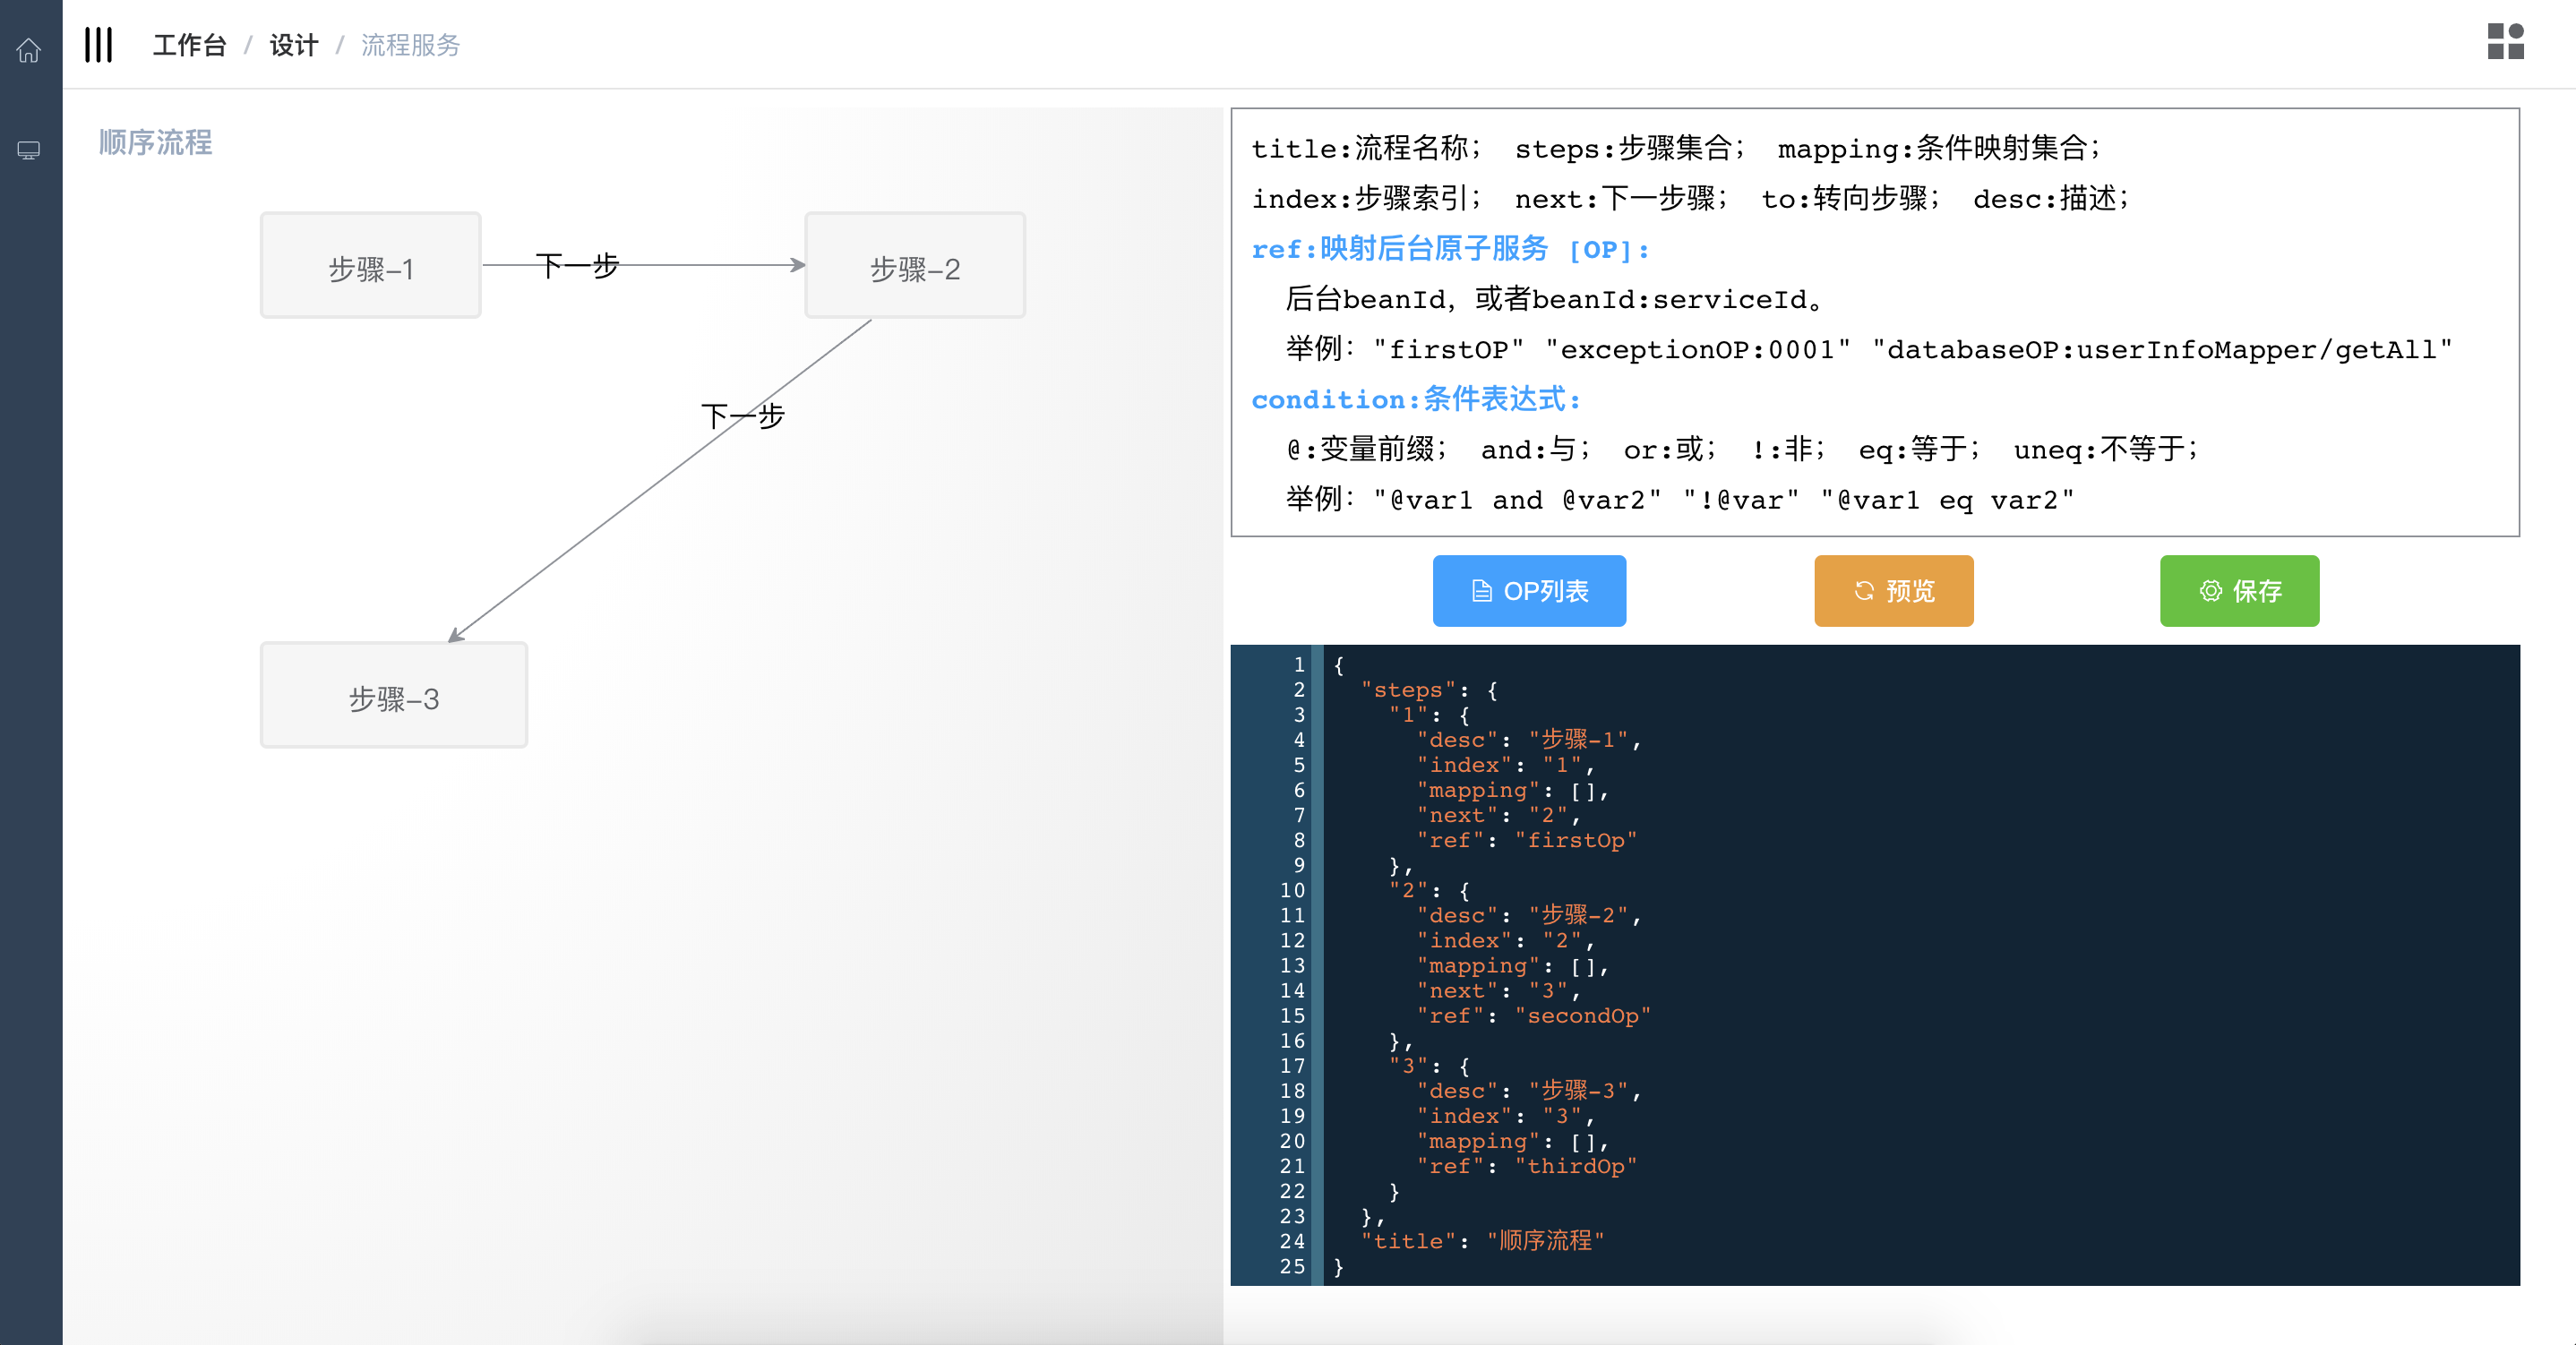 工作台 / 设计 / 流程服务
顺序流程
步骤-1
下一步
步骤-2
下一步
步骤-3
title:流程名称; steps:步骤集合; mapping:条件映射集合;
index:步骤索引; next:下一步骤; to:转向步骤; desc:描述;
ref:映射后台原子服务 [OP]:
后台beanId，或者beanId:serviceId。
举例："firstOP" "exceptionOP:0001" "databaseOP:userInfoMapper/getAll"
condition:条件表达式:
@:变量前缀; and:与; or:或; !:非; eq:等于; uneq:不等于;
举例："@var1 and @var2" "!@var" "@var1 eq var2"
OP列表
预览
保存
1 {
2 "steps": {
3 "1": {
4 "desc": "步骤-1",
5 "index": "1",
6 "mapping": [],
7 "next": "2",
8 "ref": "firstOp"
9 },
10 "2": {
11 "desc": "步骤-2",
12 "index": "2",
13 "mapping": [],
14 "next": "3",
15 "ref": "secondOp"
16 },
17 "3": {
18 "desc": "步骤-3",
19 "index": "3",
20 "mapping": [],
21 "ref": "thirdOp"
22 }
23 },
24 "title": "顺序流程"
25 }